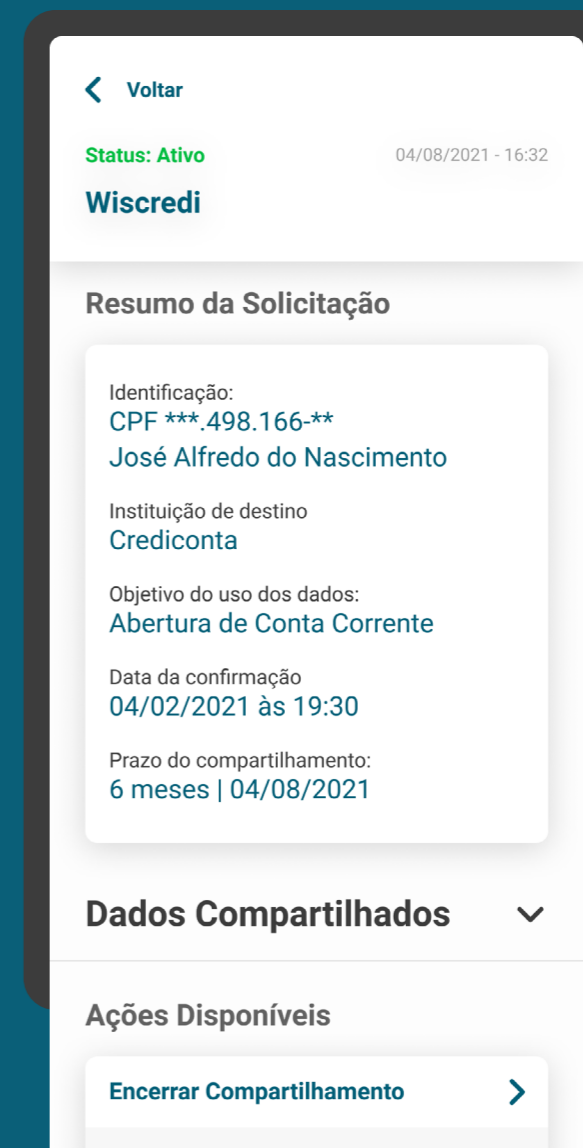 Voltar
Status: Ativo
04/08/2021 - 16:32
Wiscredi
Resumo da Solicitação
Identificação:
CPF ***.498.166-**
José Alfredo do Nascimento
Instituição de destino
Crediconta
Objetivo do uso dos dados:
Abertura de Conta Corrente
Data da confirmação
04/02/2021 às 19:30
Prazo do compartilhamento:
6 meses | 04/08/2021
Dados Compartilhados
Ações Disponíveis
Encerrar Compartilhamento